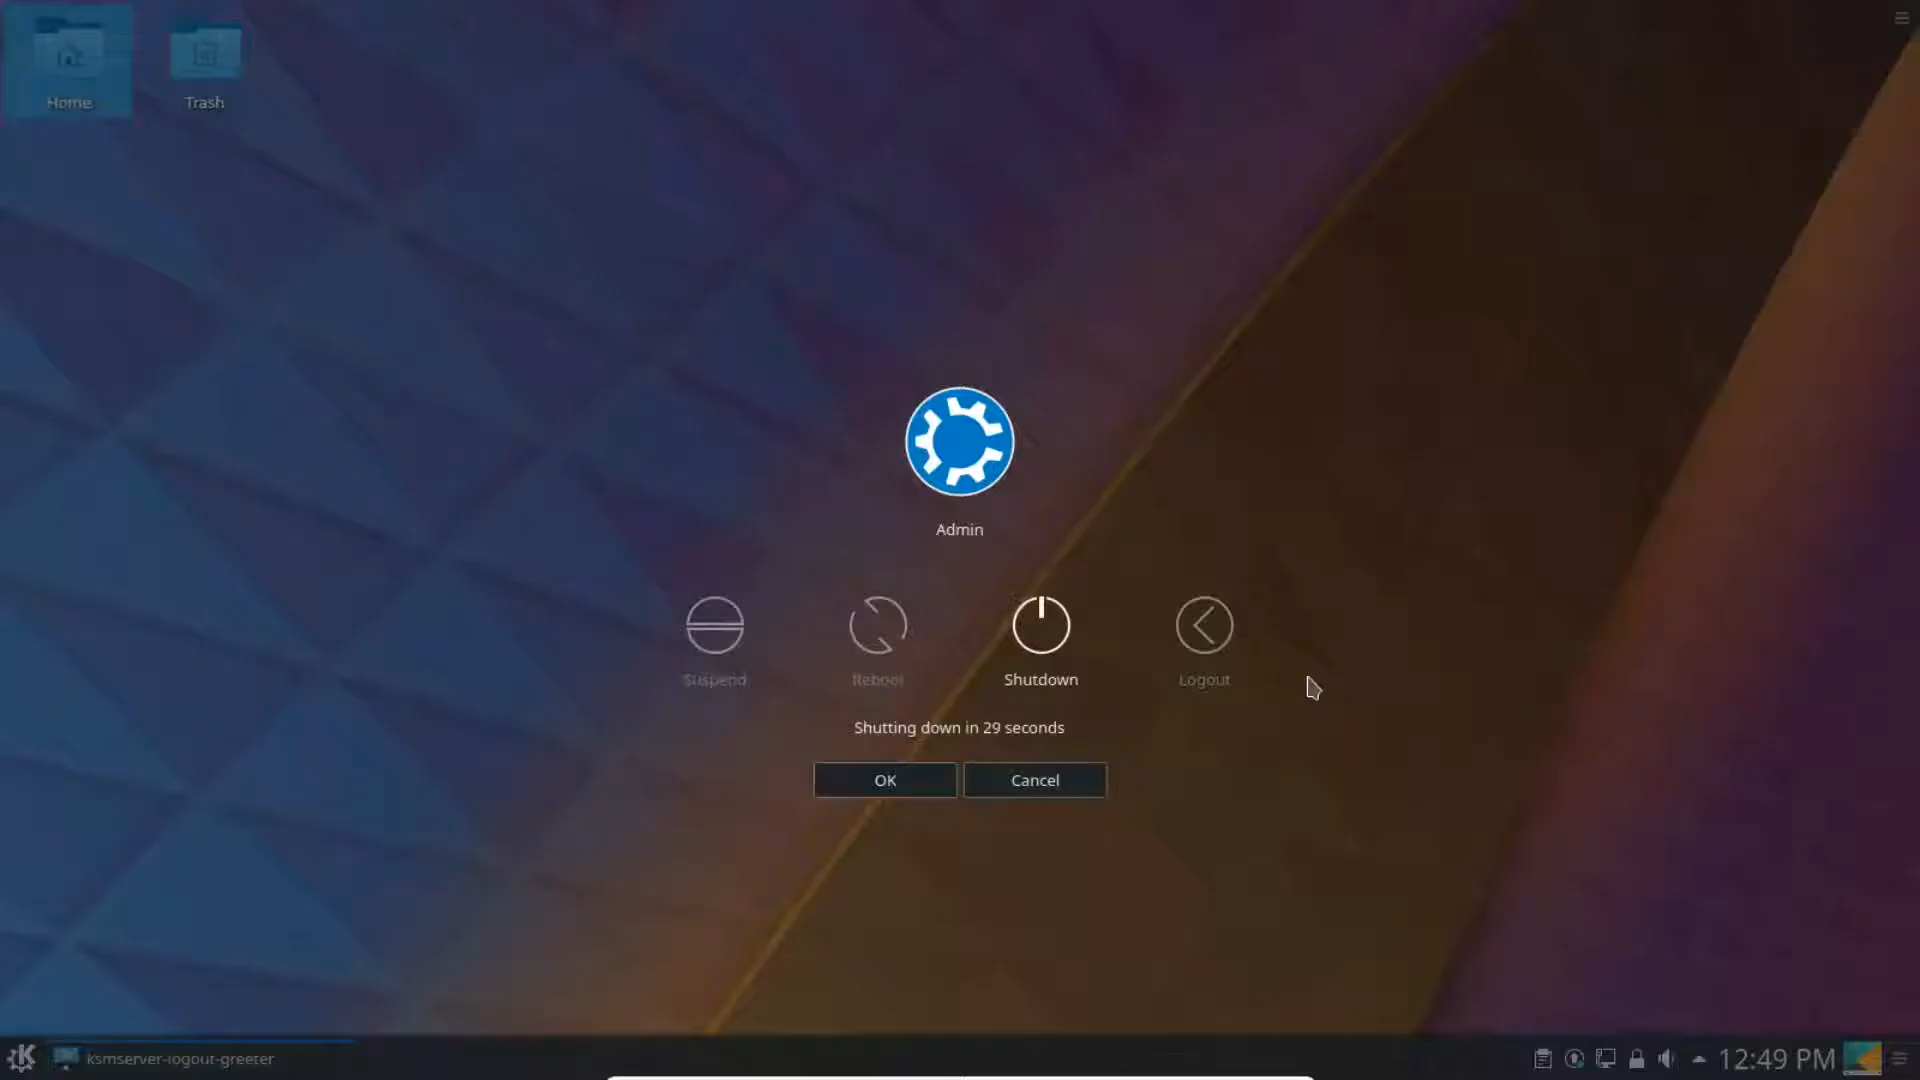 Home Trash
Admin
Suspend Reboot Shutdown Logout
Shutting down in 29 seconds
OK Cancel
ksmserver-logout-greeter 12:49 PM